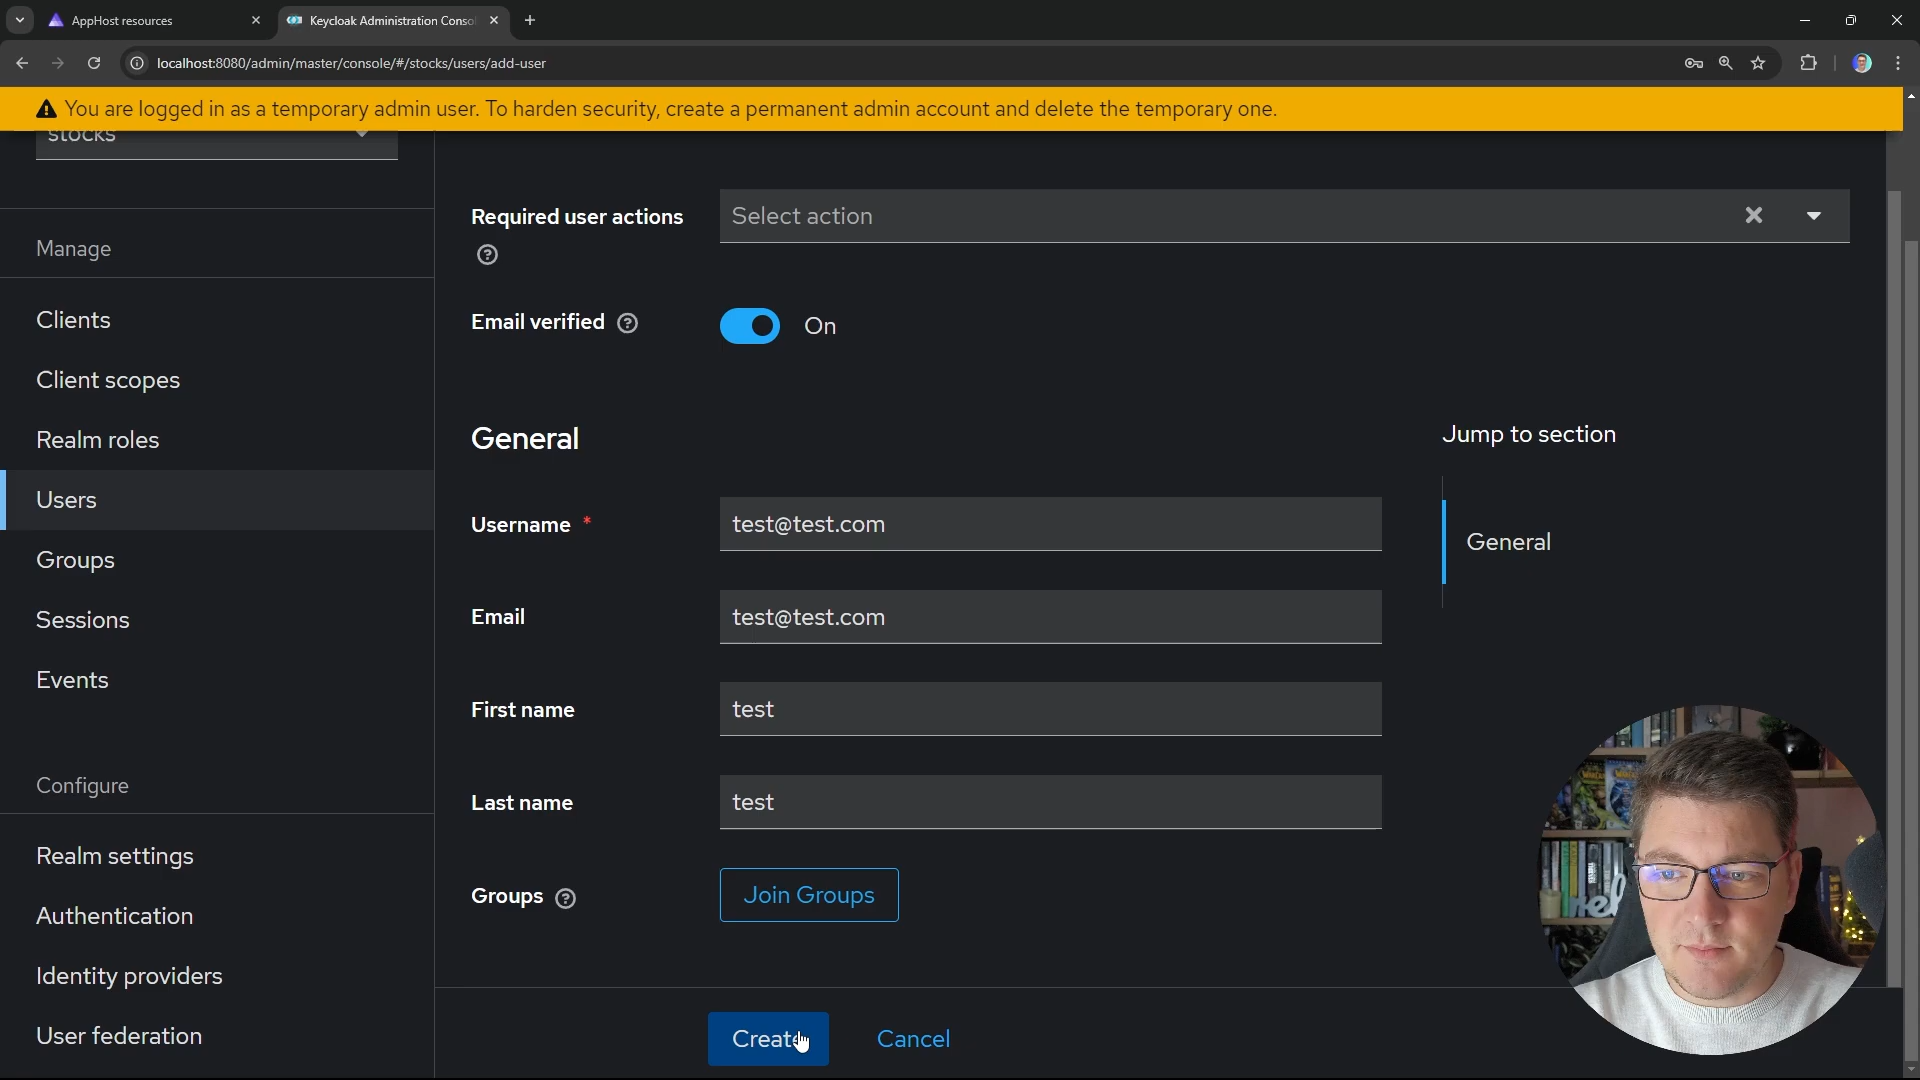 AppHost resources
Keycloak Administration Conso
localhost:8080/admin/master/console/#/stocks/users/add-user
You are logged in as a temporary admin user. To harden security, create a permanent admin account and delete the temporary one.
stocks
Manage
Clients
Client scopes
Realm roles
Users
Groups
Sessions
Events
Configure
Realm settings
Authentication
Identity providers
User federation
Required user actions
Select action
Email verified
On
General
Username *
test@test.com
Email
test@test.com
First name
test
Last name
test
Groups
Join Groups
Create
Cancel
Jump to section
General